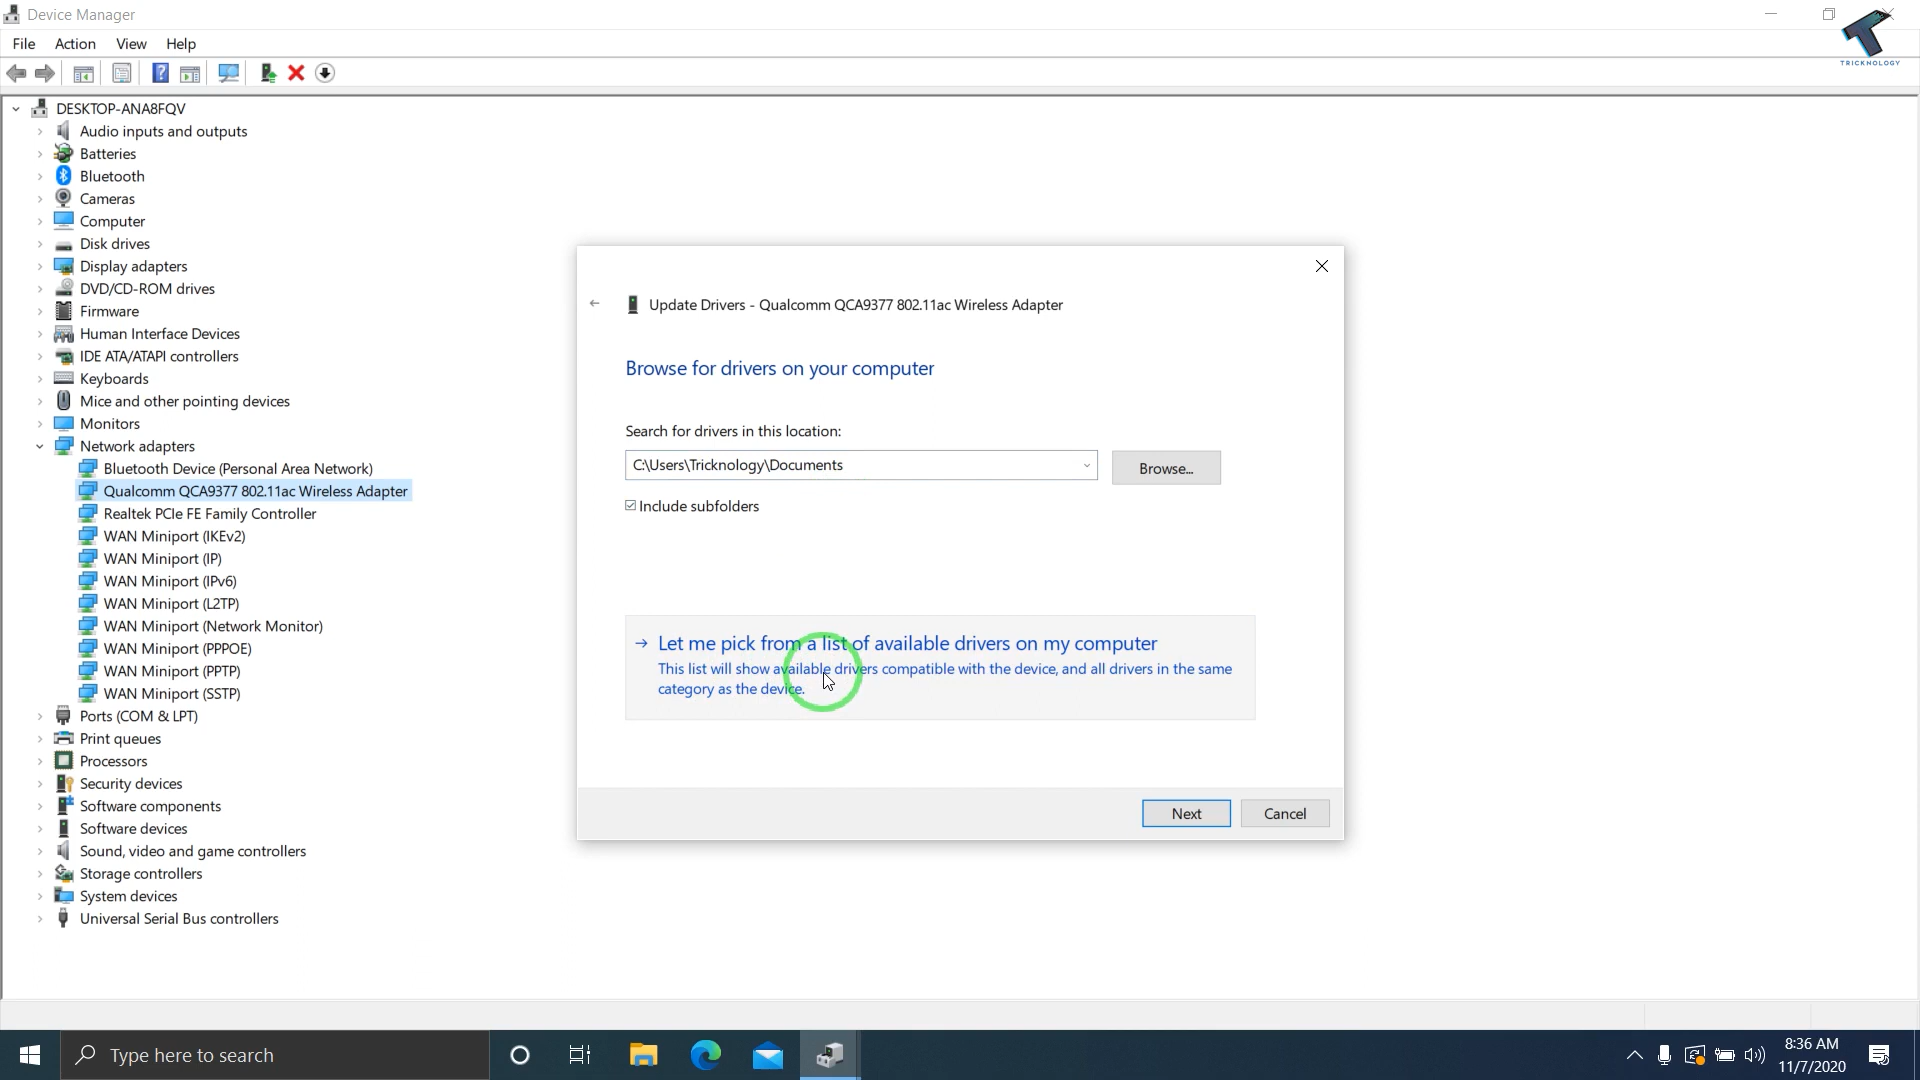 Device Manager
File Action View Help
TRICKNOLOGY
DESKTOP-ANA8FQV
Audio inputs and outputs
Batteries
Bluetooth
Cameras
Computer
Disk drives
Display adapters
DVD/CD-ROM drives
Firmware
Human Interface Devices
IDE ATA/ATAPI controllers
Keyboards
Mice and other pointing devices
Monitors
Network adapters
Bluetooth Device (Personal Area Network)
Qualcomm QCA9377 802.11ac Wireless Adapter
Realtek PCIe FE Family Controller
WAN Miniport (IKEv2)
WAN Miniport (IP)
WAN Miniport (IPv6)
WAN Miniport (L2TP)
WAN Miniport (Network Monitor)
WAN Miniport (PPPOE)
WAN Miniport (PPTP)
WAN Miniport (SSTP)
Ports (COM & LPT)
Print queues
Processors
Security devices
Software components
Software devices
Sound, video and game controllers
Storage controllers
System devices
Universal Serial Bus controllers
Update Drivers - Qualcomm QCA9377 802.11ac Wireless Adapter
Browse for drivers on your computer
Search for drivers in this location:
C:\Users\Tricknology\Documents
Browse...
Include subfolders
Let me pick from a list of available drivers on my computer
This list will show available drivers compatible with the device, and all drivers in the same
category as the device.
Next Cancel
Type here to search
8:36 AM
11/7/2020